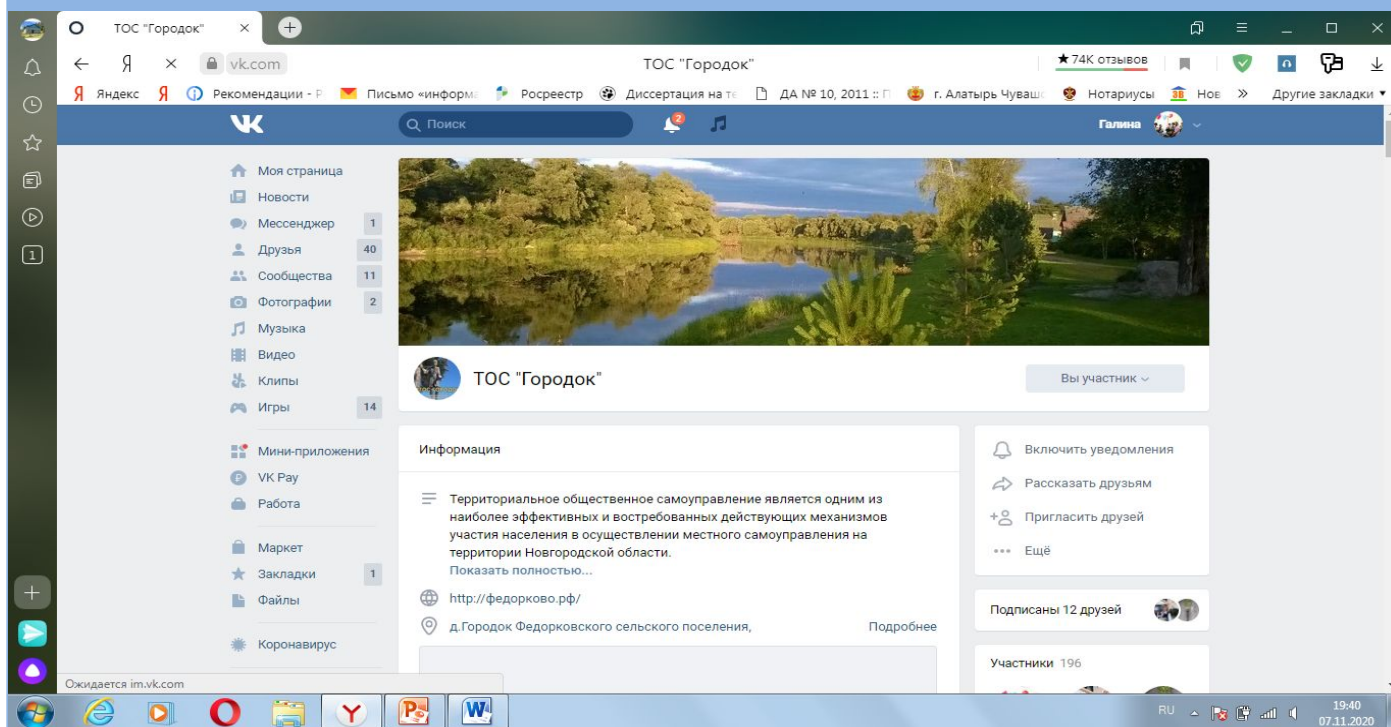 ТОС "Городок"
vk.com
ТОС "Городок"
★74K отзывов
Яндекс
Рекомендации - Р
Письмо «информ
Росреестр
Диссертация на те
ДА № 10, 2011 :: Г
г. Алатырь Чуваш
Нотариусы
Нов
»
Другие закладки
Поиск
2
Галина
Моя страница
Новости
Мессенджер 1
Друзья 40
Сообщества 11
Фотографии 2
Музыка
Видео
Клипы
Игры 14
Мини-приложения
VK Pay
Работа
Маркет
Закладки 1
Файлы
Коронавирус
ТОС "Городок"
Вы участник
Информация
Территориальное общественное самоуправление является одним из
наиболее эффективных и востребованных действующих механизмов
участия населения в осуществлении местного самоуправления на
территории Новгородской области.
Показать полностью...
http://федорково.рф/
д.Городок Федорковского сельского поселения,
Подробнее
Включить уведомления
Рассказать друзьям
Пригласить друзей
Ещё
Подписаны 12 друзей
Участники 196
Ожидается im.vk.com
RU
19:40
07.11.2020